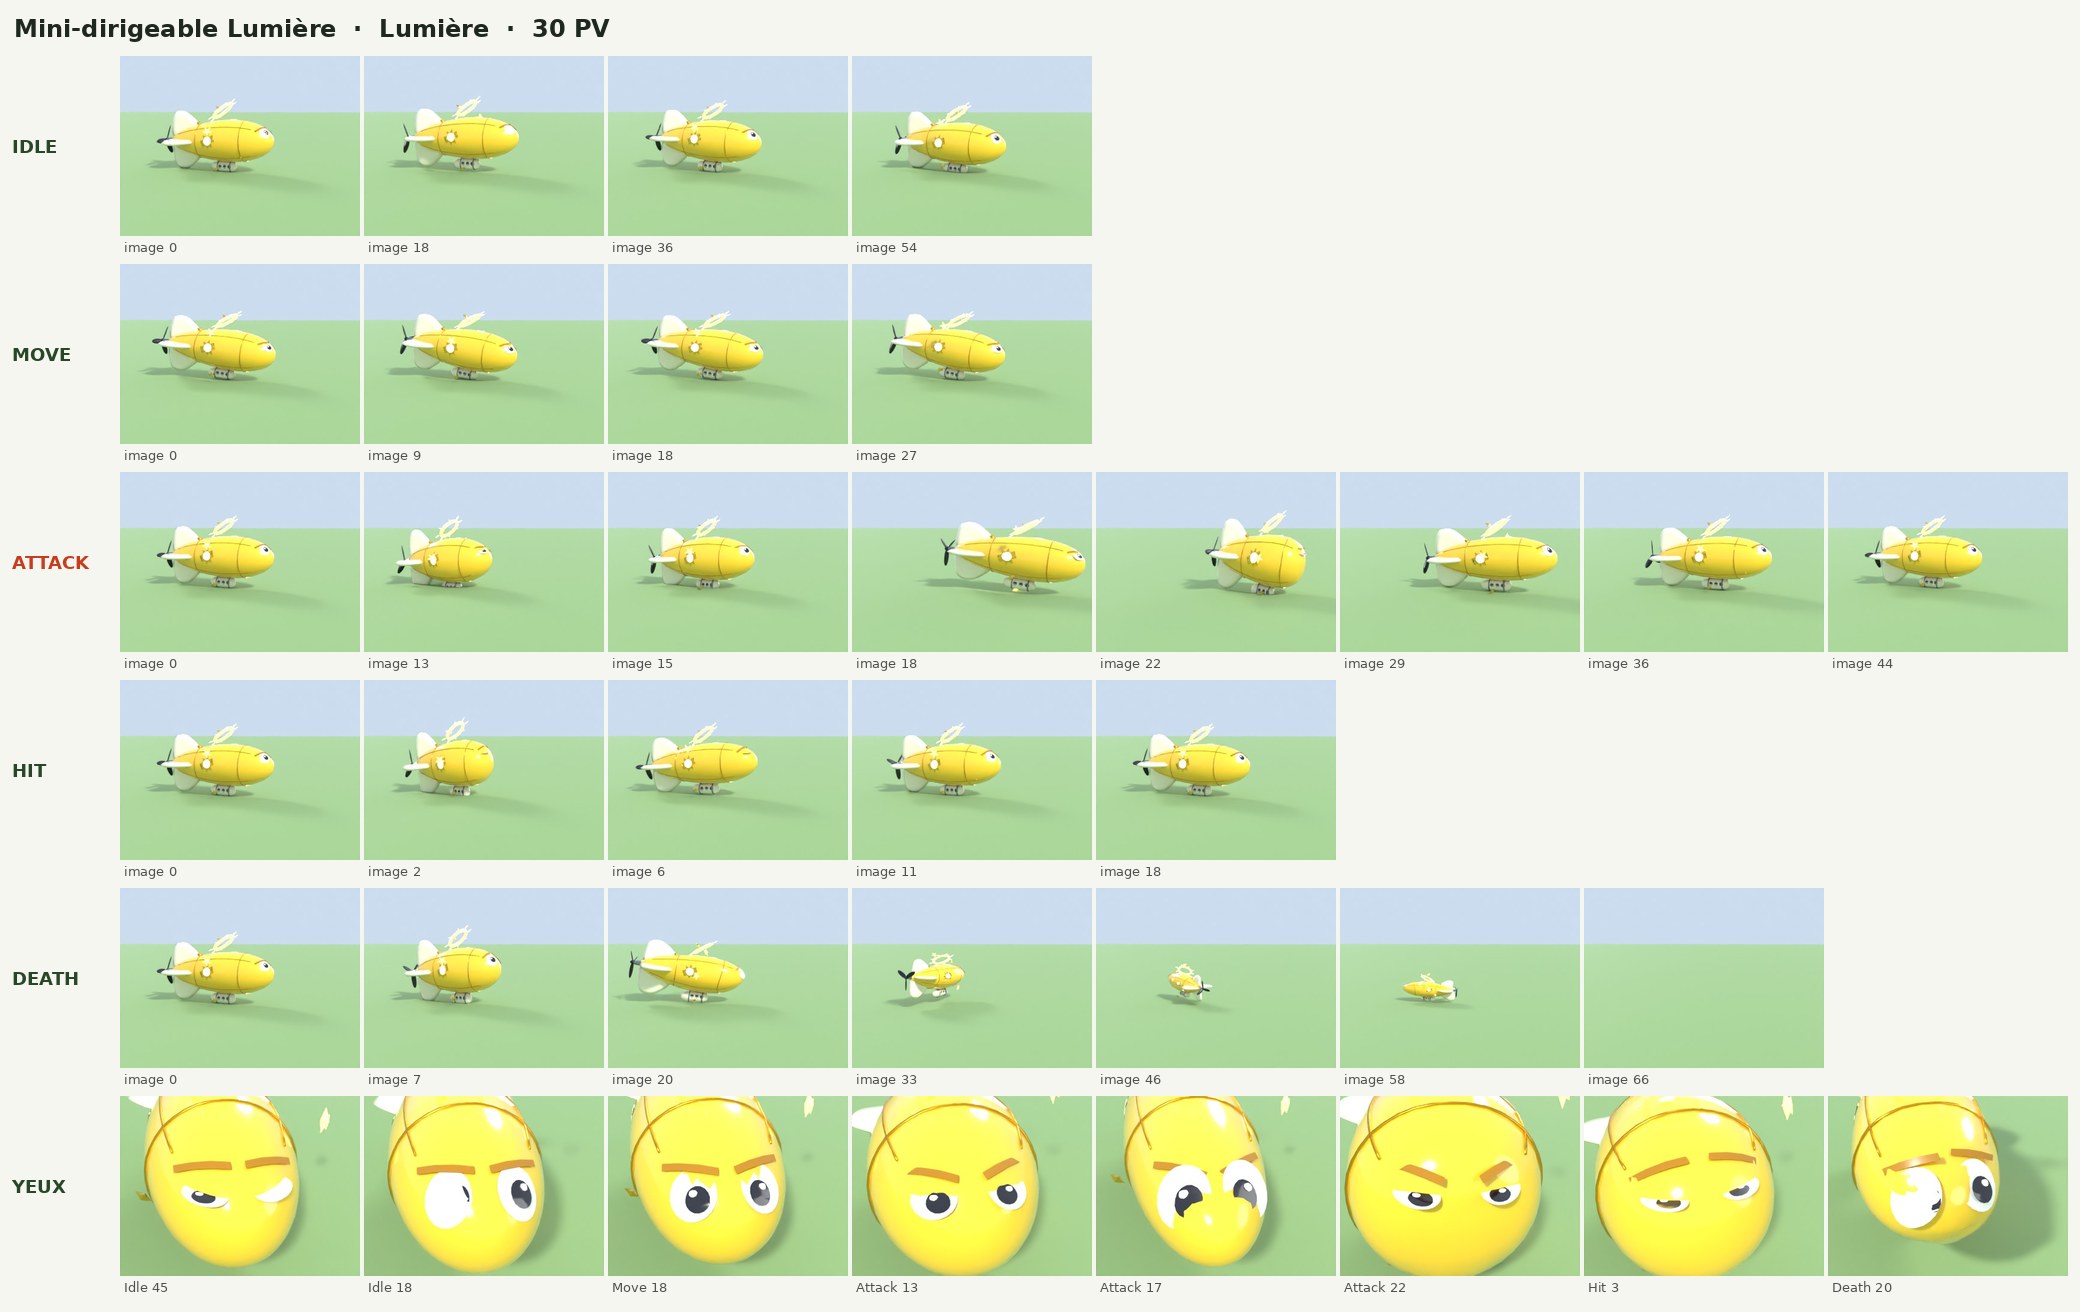 Mini-dirigeable Lumière · Lumière · 30 PV
IDLE
image 0
image 18
image 36
image 54
MOVE
image 0
image 9
image 18
image 27
ATTACK
image 0
image 13
image 15
image 18
image 22
image 29
image 36
image 44
HIT
image 0
image 2
image 6
image 11
image 18
DEATH
image 0
image 7
image 20
image 33
image 46
image 58
image 66
YEUX
Idle 45
Idle 18
Move 18
Attack 13
Attack 17
Attack 22
Hit 3
Death 20